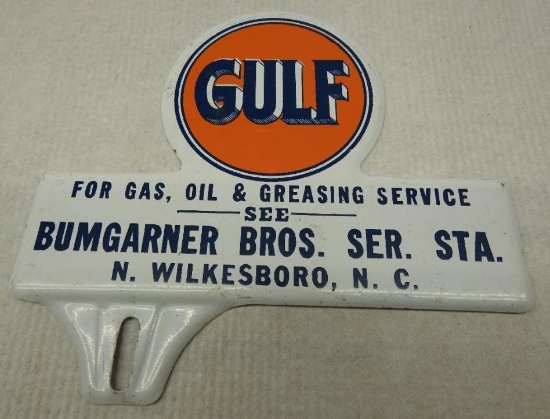 GULF
FOR GAS, OIL & GREASING SERVICE
SEE
BUMGARNER BROS. SER. STA.
N. WILKESBORO, N. C.